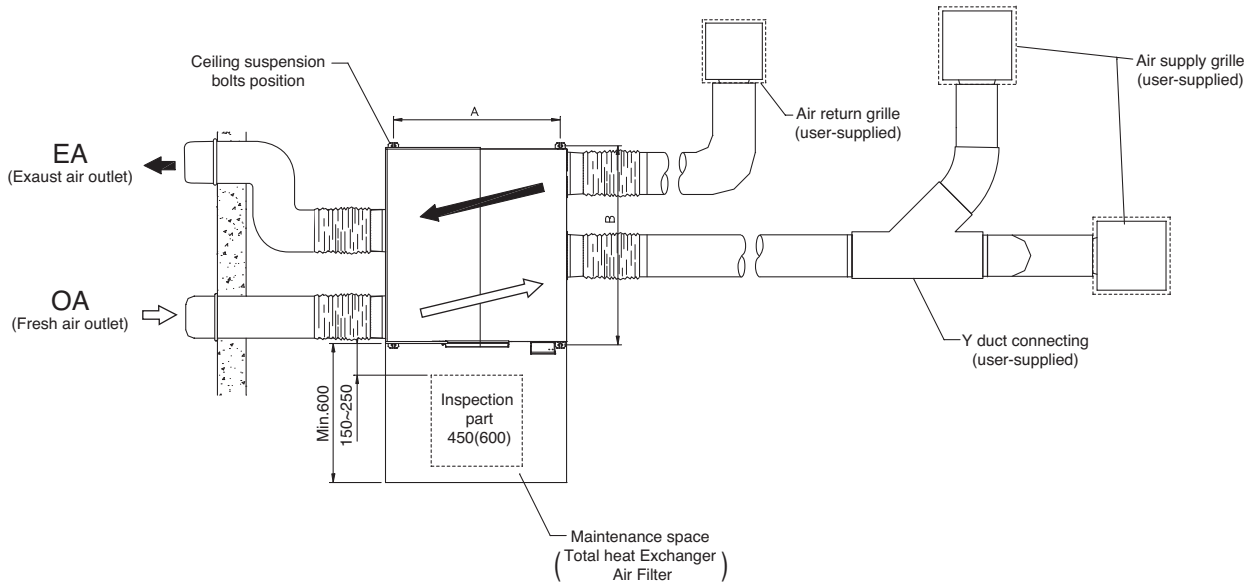 Ceiling suspension
bolts position
A
Air supply grille
(user-supplied)
Air return grille
(user-supplied)
EA
(Exaust air outlet)
B
OA
(Fresh air outlet)
Y duct connecting
(user-supplied)
Min.600
150~250
Inspection
part
450(600)
Maintenance space
(Total heat Exchanger
Air Filter)